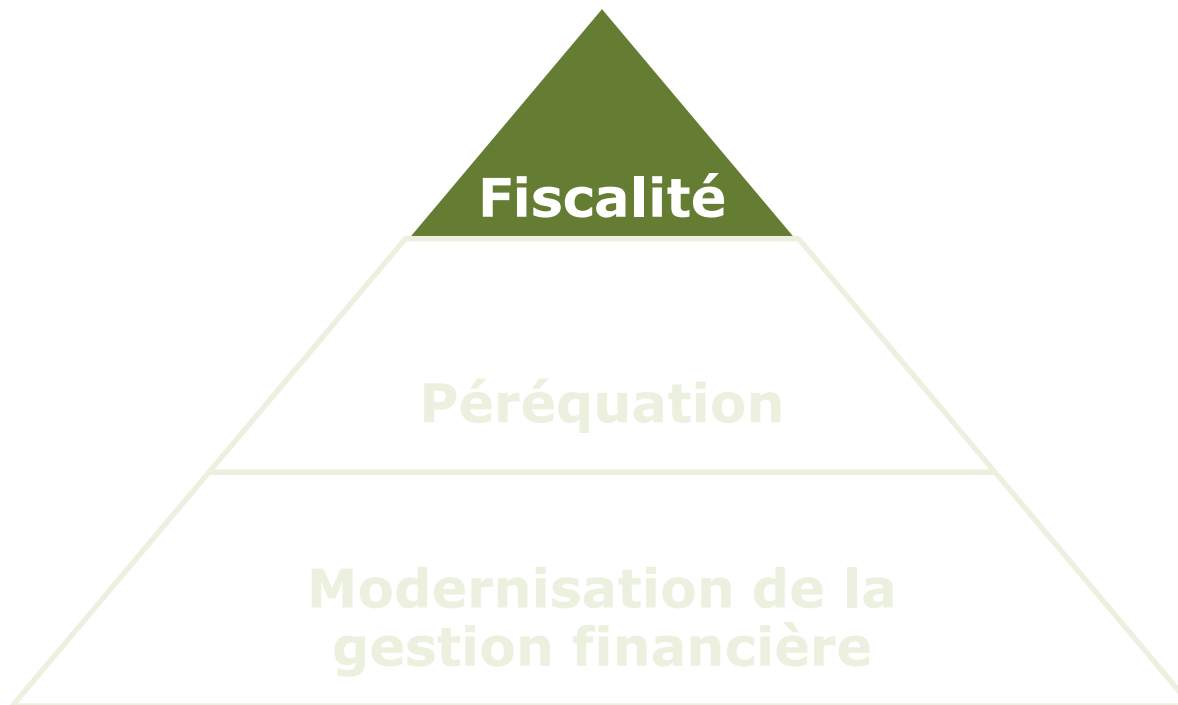 Fiscalité
Péréquation
Modernisation de la
gestion financière